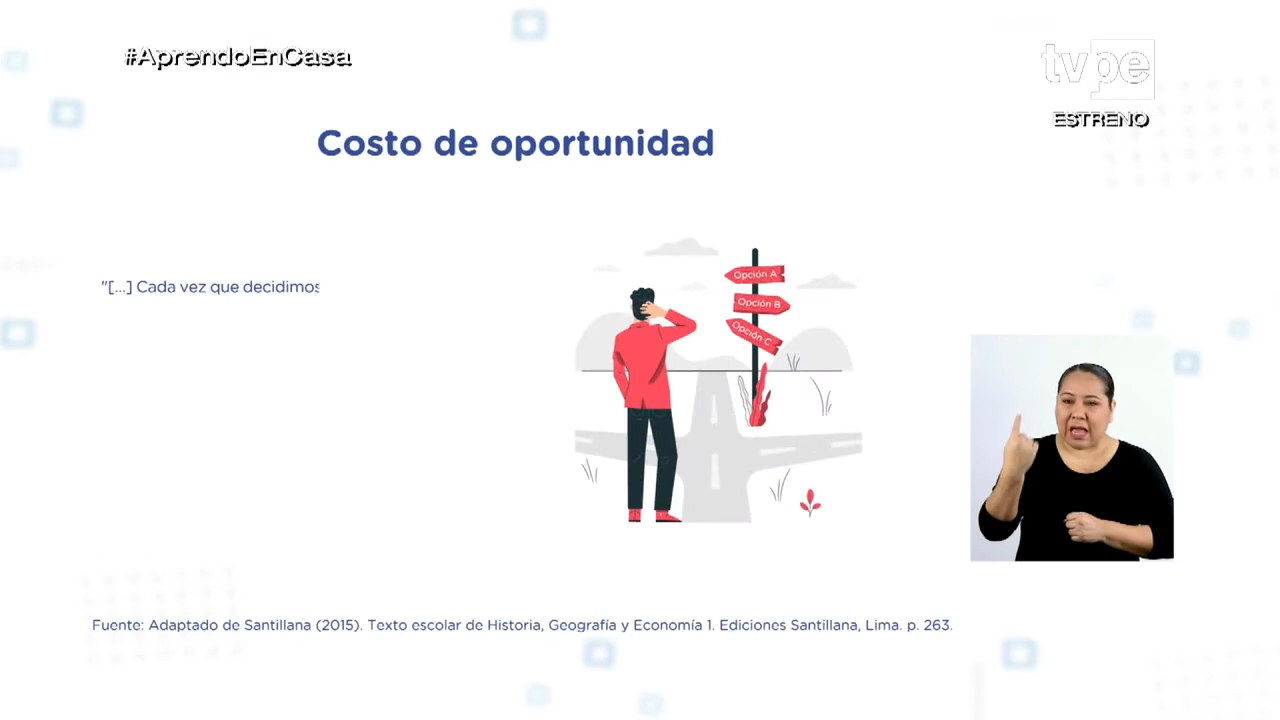 #AprendoEnCasa
tvpe
ESTRENO
Costo de oportunidad
"[...] Cada vez que decidimos
Opción A
Opción B
Opción C
Fuente: Adaptado de Santillana (2015). Texto escolar de Historia, Geografía y Economía 1. Ediciones Santillana, Lima. p. 263.